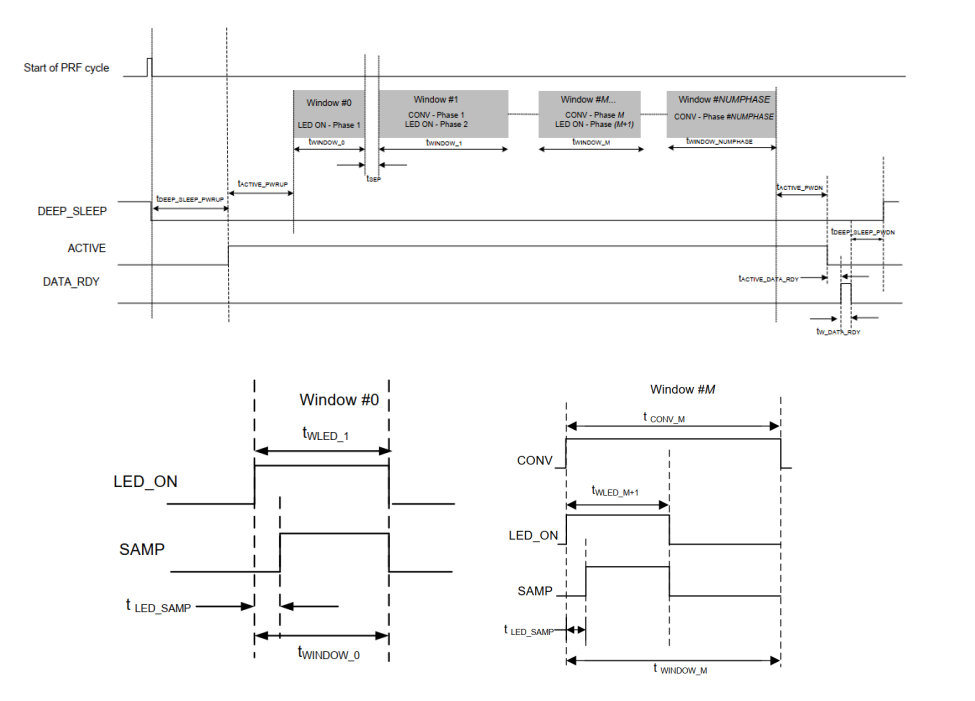 Start of PRF cycle
Window #0
LED ON - Phase 1
Window #1
CONV - Phase 1
LED ON - Phase 2
Window #M...
CONV - Phase M
LED ON - Phase (M+1)
Window #NUMPHASE
CONV - Phase #NUMPHASE
tWINDOW_0
tWINDOW_1
tWINDOW_M
tWINDOW_NUMPHASE
tSEP
tACTIVE_PWRUP
tACTIVE_PWDN
tDEEP_SLEEP_PWRUP
DEEP_SLEEP
tDEEP_SLEEP_PWDN
ACTIVE
DATA_RDY
tACTIVE_DATA_RDY
tW_DATA_RDY
Window #0
tWLED_1
LED_ON
SAMP
t LED_SAMP
tWINDOW_0
Window #M
t CONV_M
CONV
tWLED_M+1
LED_ON
SAMP
t LED_SAMP
t WINDOW_M